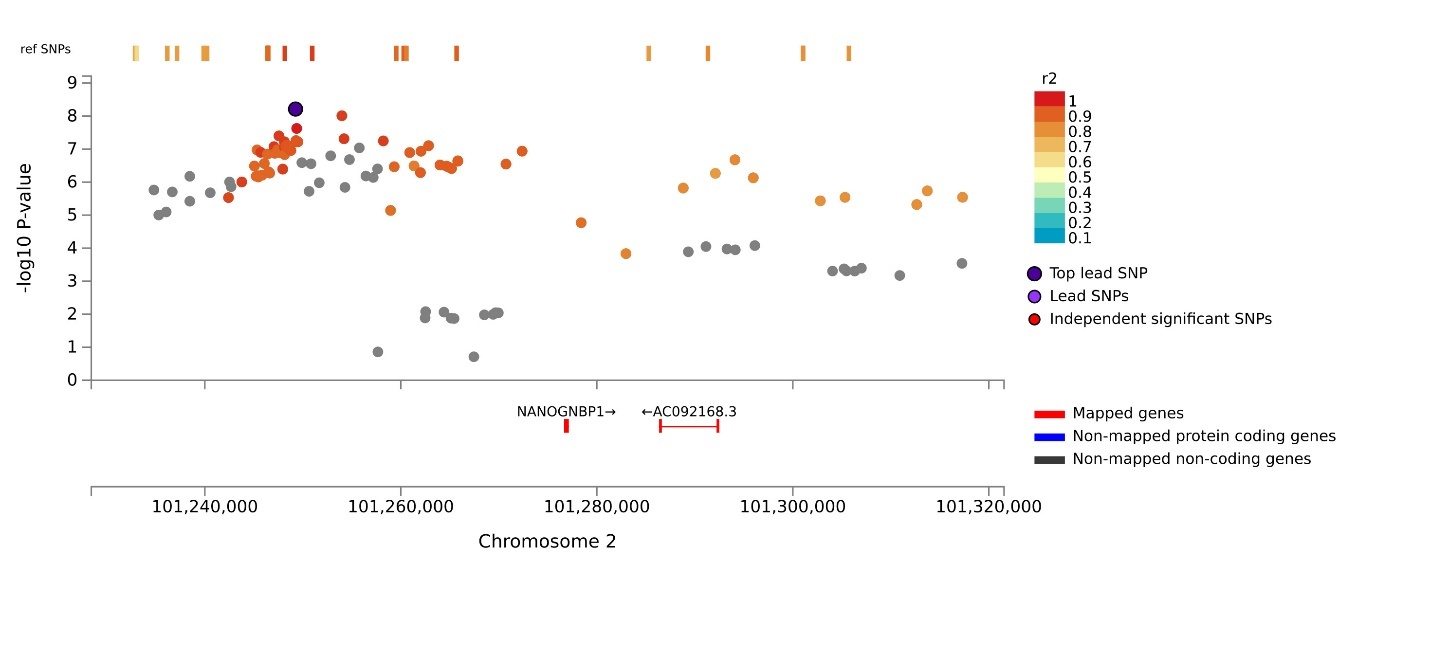 ref SNPs
9
8
7
6
5
4
3
2
1
0
-log10 P-value
r2
1
0.9
0.8
0.7
0.6
0.5
0.4
0.3
0.2
0.1
Top lead SNP
Lead SNPs
Independent significant SNPs
NANOGNBP1→
←AC092168.3
Mapped genes
Non-mapped protein coding genes
Non-mapped non-coding genes
101,240,000 101,260,000 101,280,000 101,300,000 101,320,000
Chromosome 2